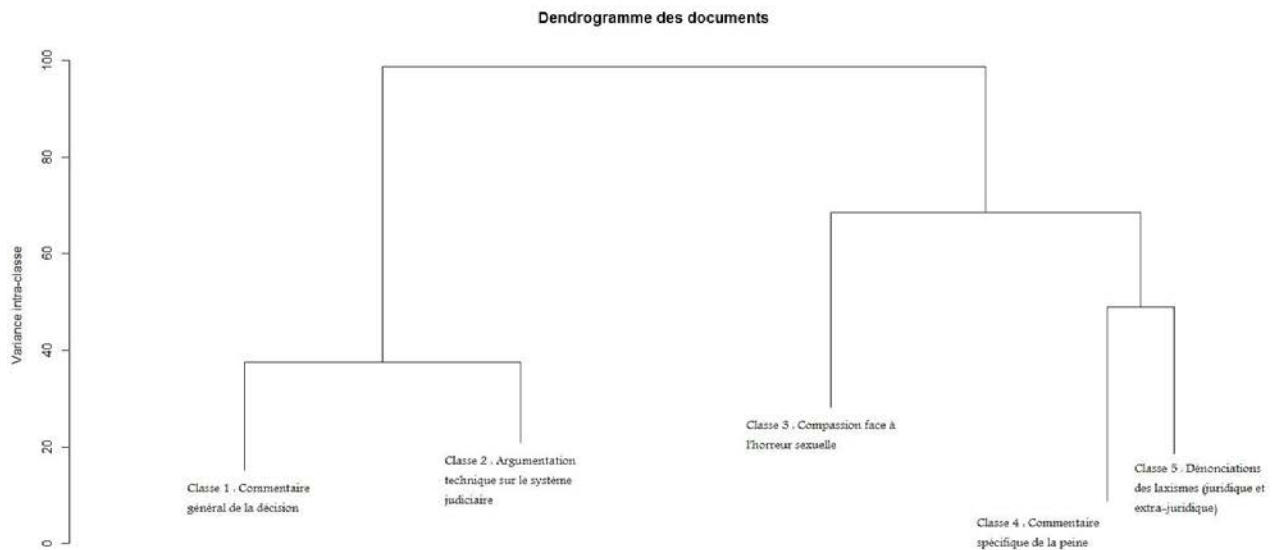 Dendrogramme des documents
Variance intra-classe
100
80
60
40
20
0
Classe 1 . Commentaire
général de la décision
Classe 2 . Argumentation
technique sur le système
judiciaire
Classe 3 . Compassion face à
l'horreur sexuelle
Classe 4 . Commentaire
spécifique de la peine
Classe 5 . Dénonciations
des laxismes (juridique et
extra-juridique)